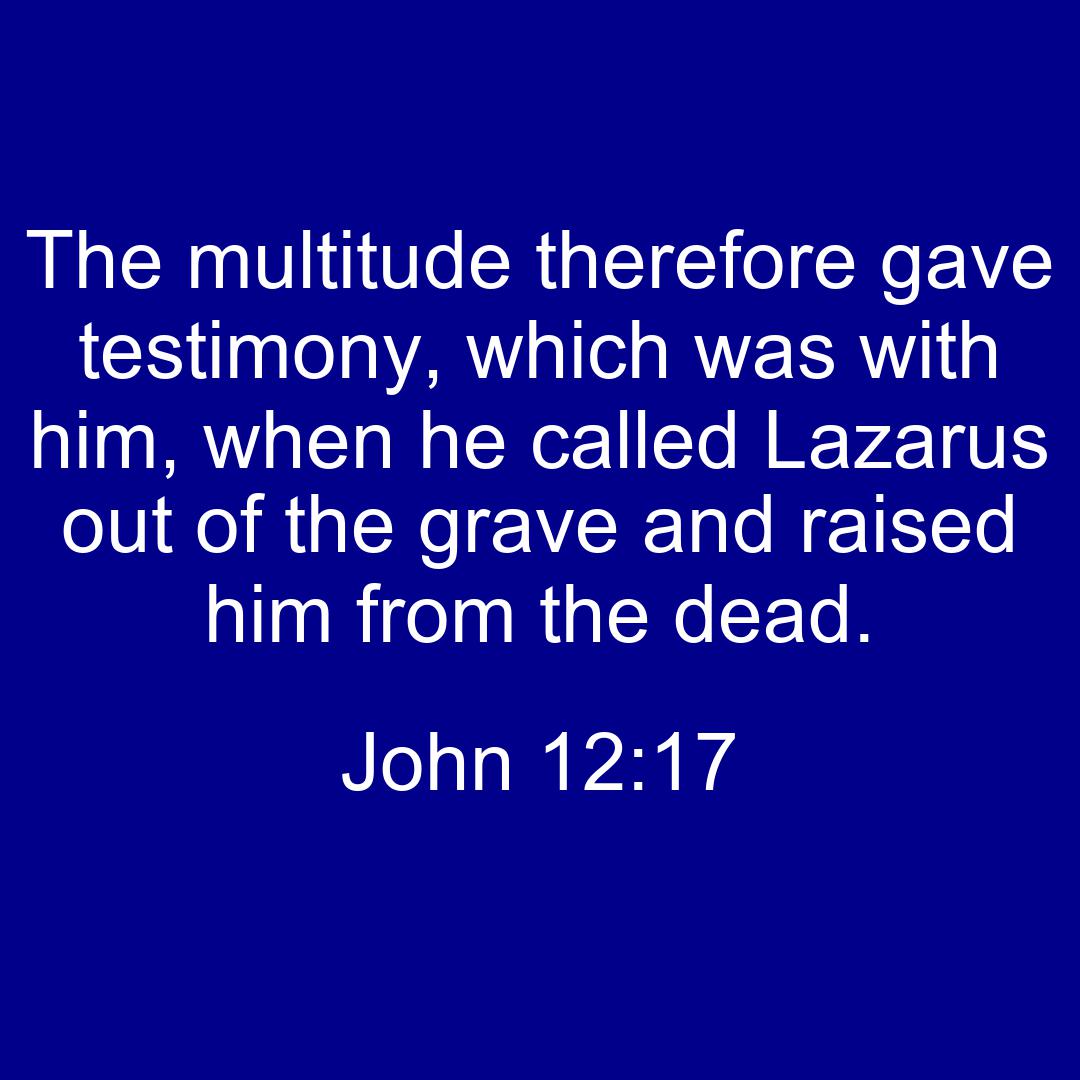 The multitude therefore gave
testimony, which was with
him, when he called Lazarus
out of the grave and raised
him from the dead.
John 12:17